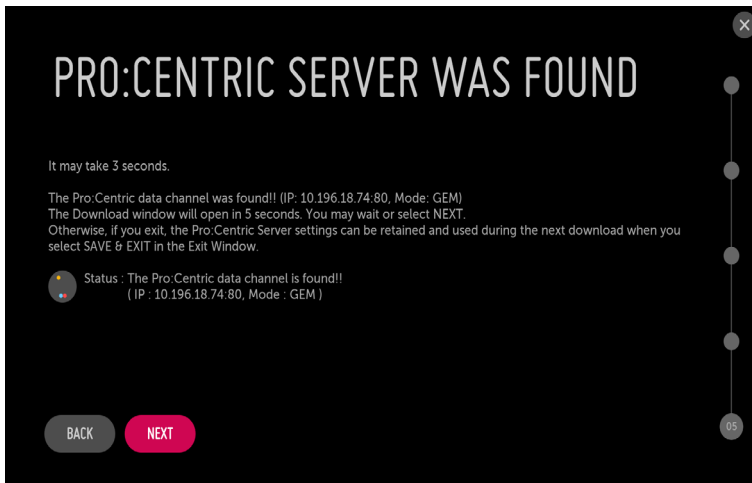 PRO:CENTRIC SERVER WAS FOUND
It may take 3 seconds.
The Pro:Centric data channel was found!! (IP: 10.196.18.74:80, Mode: GEM)
The Download window will open in 5 seconds. You may wait or select NEXT.
Otherwise, if you exit, the Pro:Centric Server settings can be retained and used during the next download when you
select SAVE & EXIT in the Exit Window.
Status : The Pro:Centric data channel is found!!
( IP : 10.196.18.74:80, Mode : GEM )
BACK
NEXT
05